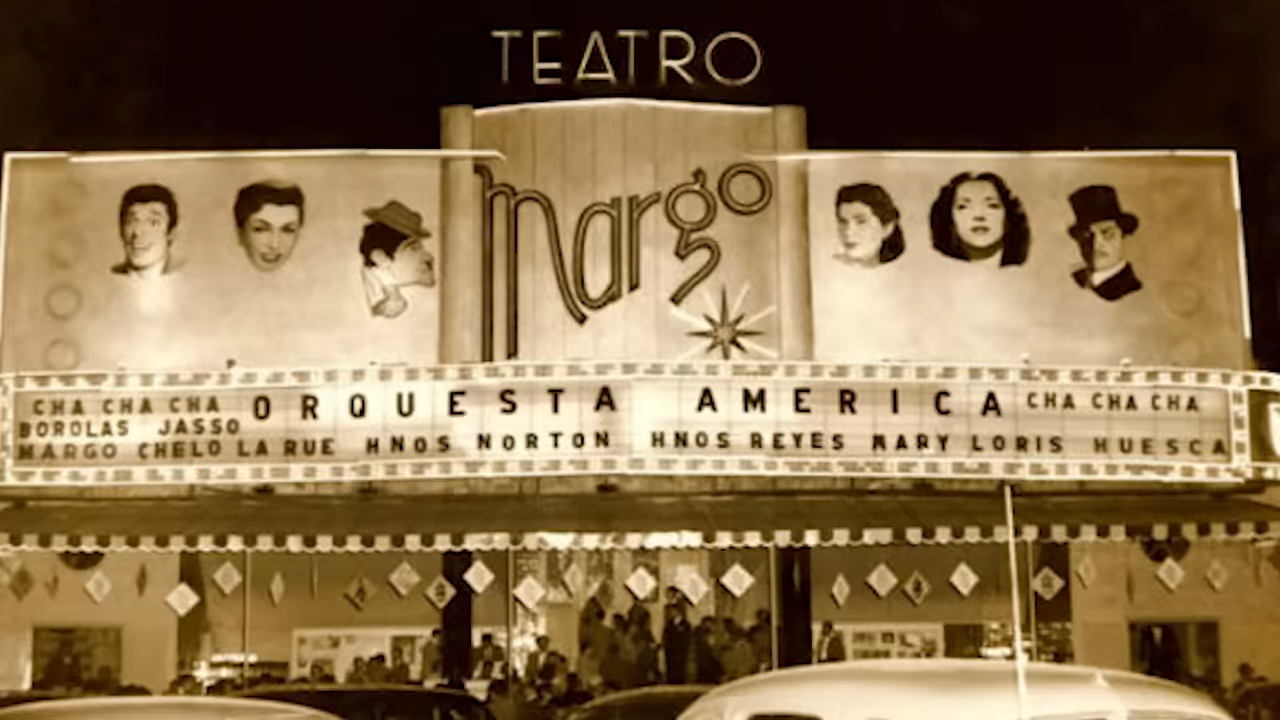 TEATRO
margo
CHA CHA CHA ORQUESTA AMERICA CHA CHA CHA
BOROLAS JASSO
MARGO CHELO LA RUE HNOS NORTON HNOS REYES MARY LORIS HUESCA